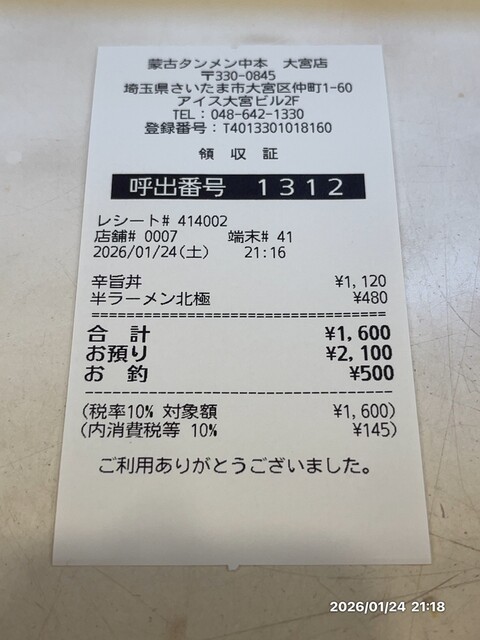 蒙古タンメン中本　大宮店
〒330-0845
埼玉県さいたま市大宮区仲町1-60
アイス大宮ビル2F
TEL：048-642-1330
登録番号：T4013301018160
領　収　証
呼出番号　１３１２
レシート# 414002
店舗# 0007　　端末# 41
2026/01/24(土)　　21:16
辛旨丼　¥1,120
半ラーメン北極　¥480
合　計　¥1,600
お預り　¥2,100
お　釣　¥500
(税率10% 対象額　¥1,600)
(内消費税等 10%　¥145)
ご利用ありがとうございました。
2026/01/24 21:18